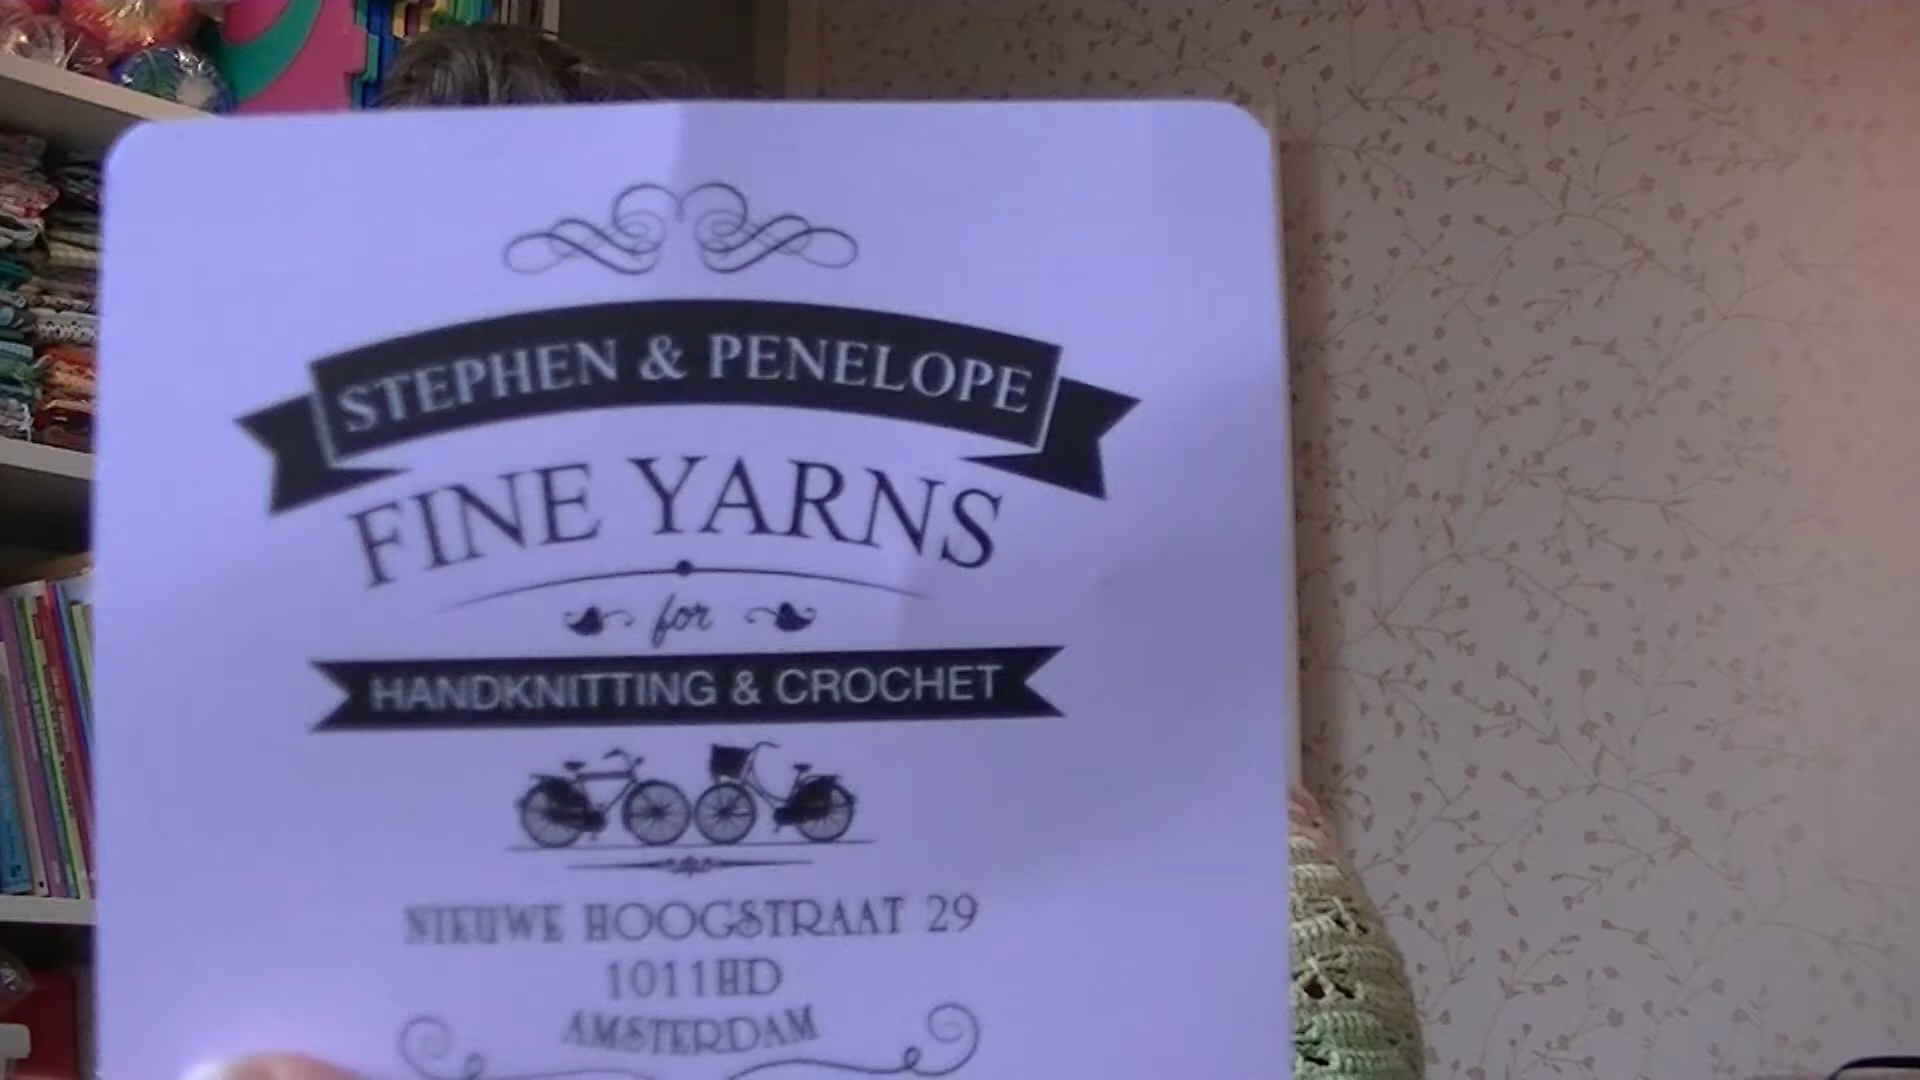 STEPHEN & PENELOPE
FINE YARNS
for
HANDKNITTING & CROCHET
NIEUWE HOOGSTRAAT 29
1011HD
AMSTERDAM